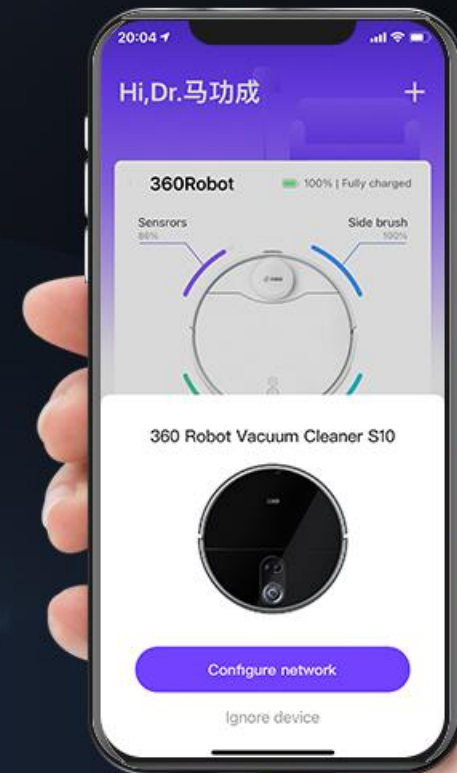 20:04
Hi,Dr.马功成
360Robot
100% | Fully charged
Sensrors
86%
Side brush
100%
360 Robot Vacuum Cleaner S10
Configure network
Ignore device